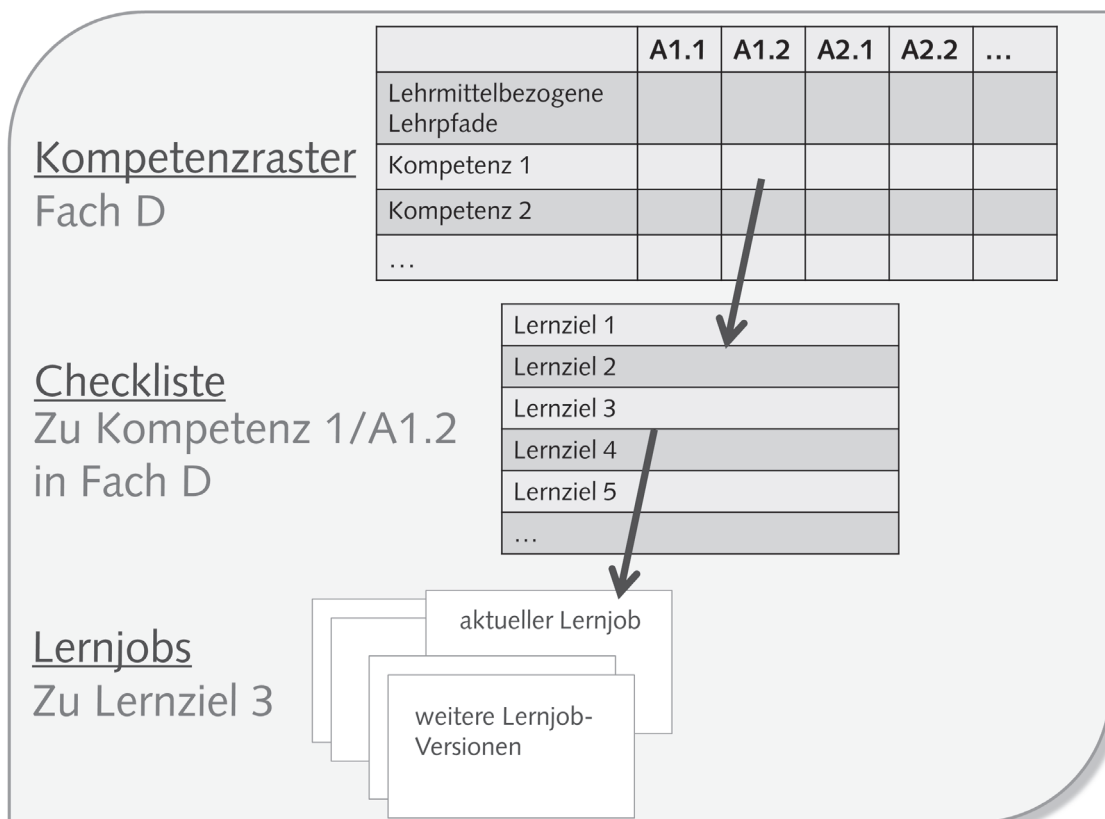 A1.1 A1.2 A2.1 A2.2 ...
Lehrmittelbezogene
Lehrpfade
Kompetenz 1
Kompetenz 2
...
Kompetenzraster
Fach D
Lernziel 1
Lernziel 2
Lernziel 3
Lernziel 4
Lernziel 5
...
Checkliste
Zu Kompetenz 1/A1.2
in Fach D
Lernjobs
Zu Lernziel 3
aktueller Lernjob
weitere Lernjob-
Versionen